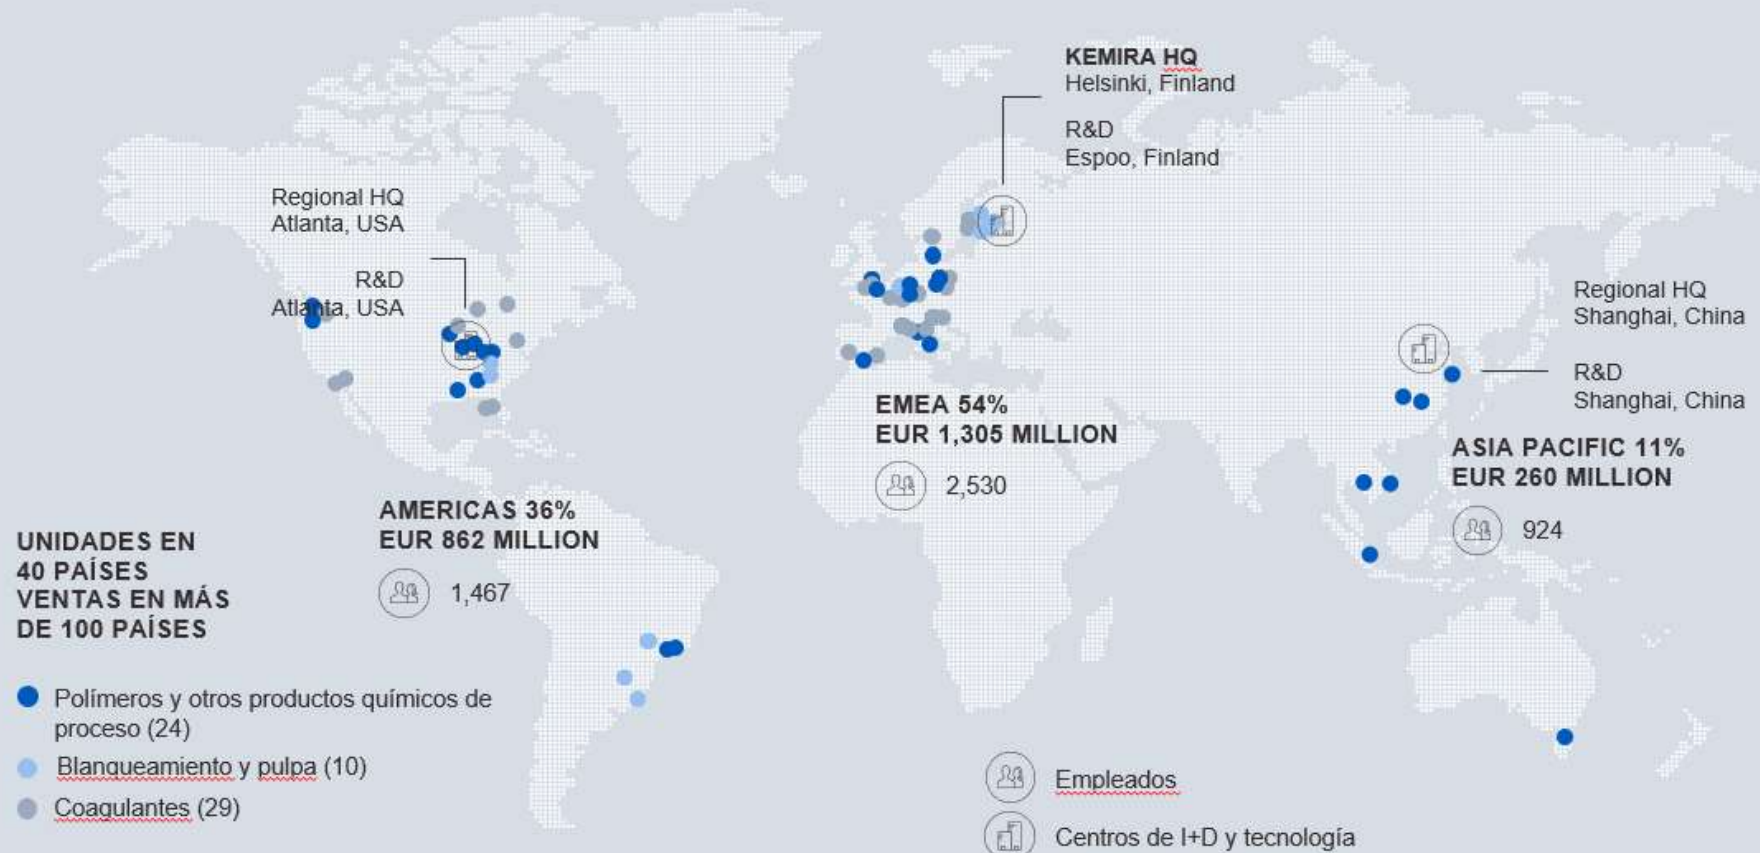 KEMIRA HQ
Helsinki, Finland
R&D
Espoo, Finland
Regional HQ
Atlanta, USA
R&D
Atlanta, USA
Regional HQ
Shanghai, China
R&D
Shanghai, China
EMEA 54%
EUR 1,305 MILLION
2,530
ASIA PACIFIC 11%
EUR 260 MILLION
924
AMERICAS 36%
EUR 862 MILLION
1,467
UNIDADES EN
40 PAÍSES
VENTAS EN MÁS
DE 100 PAÍSES
Polímeros y otros productos químicos de
proceso (24)
Blanqueamiento y pulpa (10)
Coagulantes (29)
Empleados
Centros de I+D y tecnología